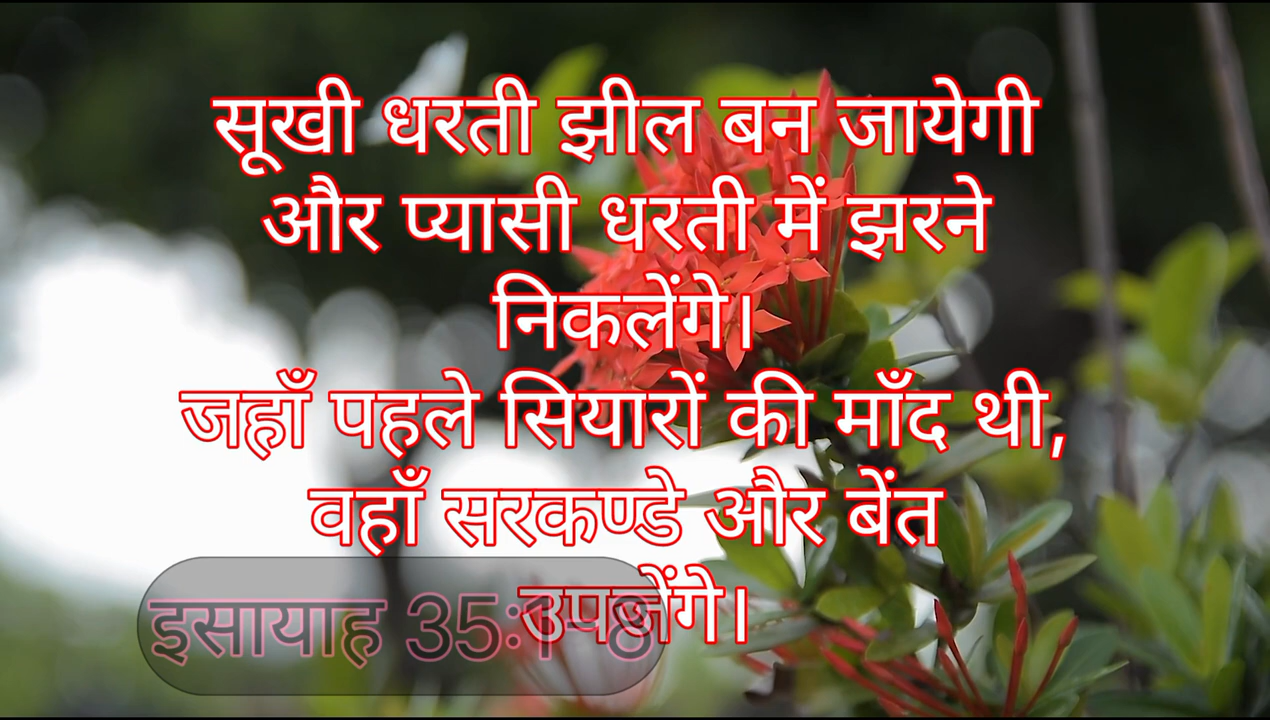 सूखी धरती झील बन जायेगी
और प्यासी धरती में झरने
निकलेंगे।
जहाँ पहले सियारों की माँद थी,
वहाँ सरकण्डे और बेंत
उपजेंगे।
इसायाह 35:1-8